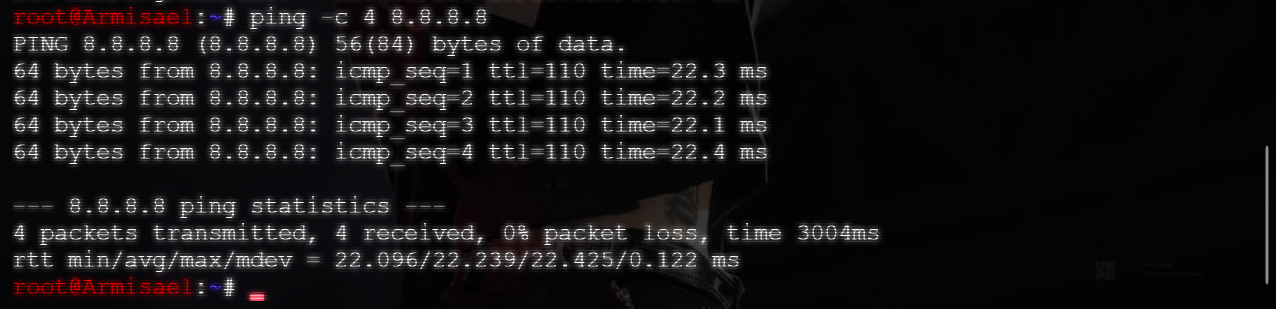 root@Armisael:~# ping -c 4 8.8.8.8
PING 8.8.8.8 (8.8.8.8) 56(84) bytes of data.
64 bytes from 8.8.8.8: icmp_seq=1 ttl=110 time=22.3 ms
64 bytes from 8.8.8.8: icmp_seq=2 ttl=110 time=22.2 ms
64 bytes from 8.8.8.8: icmp_seq=3 ttl=110 time=22.1 ms
64 bytes from 8.8.8.8: icmp_seq=4 ttl=110 time=22.4 ms

--- 8.8.8.8 ping statistics ---
4 packets transmitted, 4 received, 0% packet loss, time 3004ms
rtt min/avg/max/mdev = 22.096/22.239/22.425/0.122 ms
root@Armisael:~#